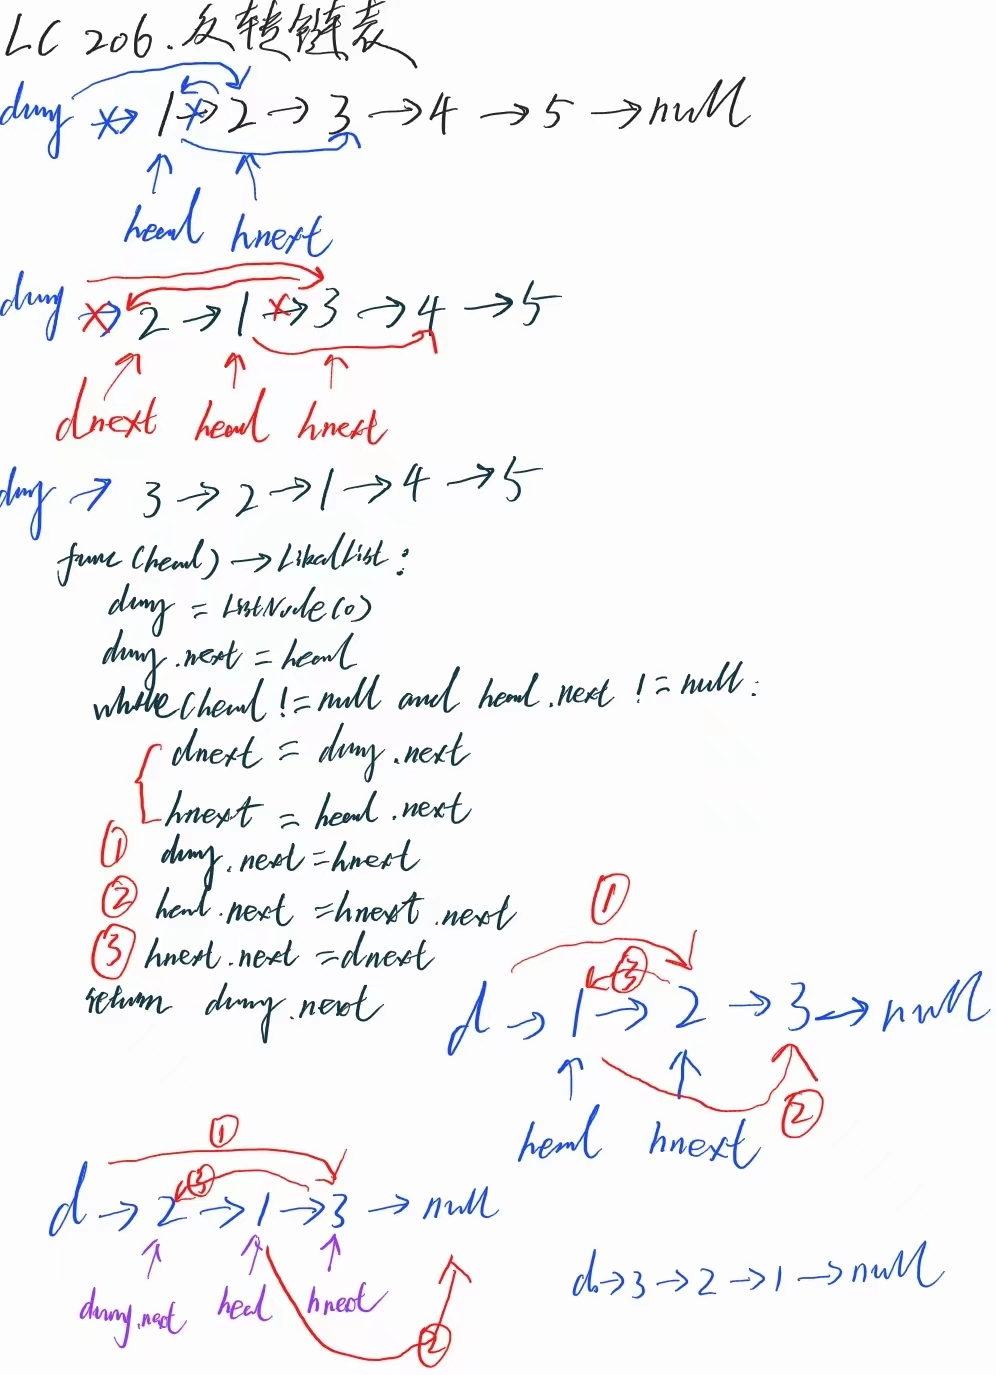 LC 206.反转链表
dumy → 1 → 2 → 3 → 4 → 5 → null
head hnext
dumy → 2 → 1 → 3 → 4 → 5
dnext head hnext
dumy → 3 → 2 → 1 → 4 → 5
func (head) → LikedList:
dumy = ListNode(0)
dumy.next = head
while(head != null and head.next != null:
dnext = dumy.next
hnext = head.next
① dumy.next = hnext
② head.next = hnext.next
③ hnext.next = dnext
return dumy.next
①
③
d → 1 → 2 → 3 → null
head hnext ②
①
③
d → 2 → 1 → 3 → null
dumy.next head hnext
②
d → 3 → 2 → 1 → null